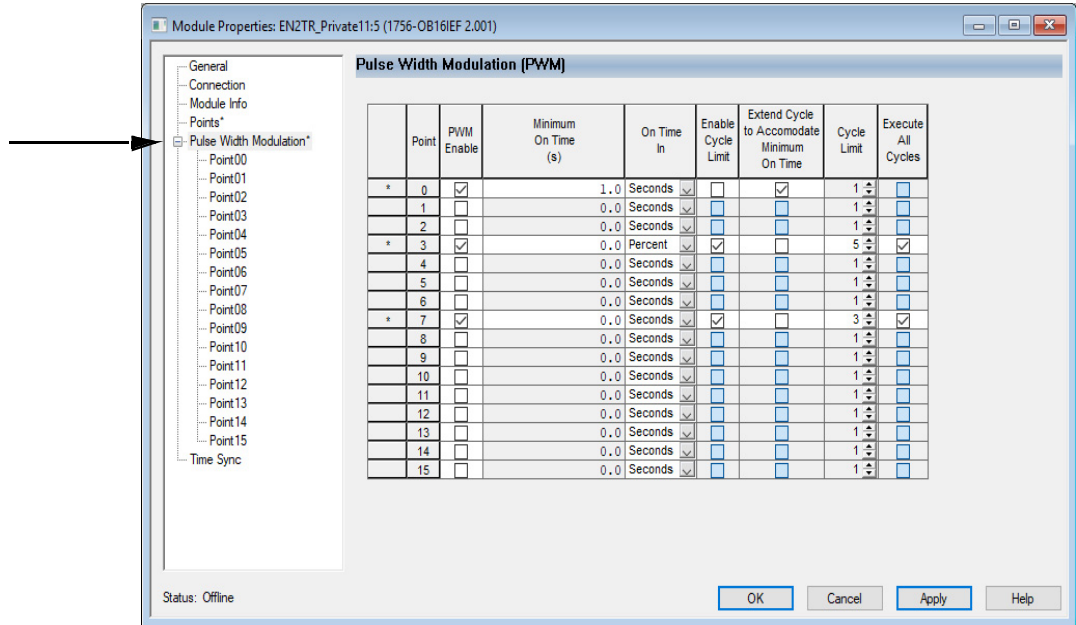 Module Properties: EN2TR_Private11:5 (1756-OB16IEF 2.001)
General
Connection
Module Info
Points*
Pulse Width Modulation*
Point00
Point01
Point02
Point03
Point04
Point05
Point06
Point07
Point08
Point09
Point10
Point11
Point12
Point13
Point14
Point15
Time Sync
Pulse Width Modulation (PWM)
Point PWM Enable Minimum On Time (s) On Time In Enable Cycle Limit Extend Cycle to Accomodate Minimum On Time Cycle Limit Execute All Cycles
* 0 1.0 Seconds 1
1 0.0 Seconds 1
2 0.0 Seconds 1
* 3 0.0 Percent 5
4 0.0 Seconds 1
5 0.0 Seconds 1
6 0.0 Seconds 1
* 7 0.0 Seconds 3
8 0.0 Seconds 1
9 0.0 Seconds 1
10 0.0 Seconds 1
11 0.0 Seconds 1
12 0.0 Seconds 1
13 0.0 Seconds 1
14 0.0 Seconds 1
15 0.0 Seconds 1
Status: Offline
OK Cancel Apply Help